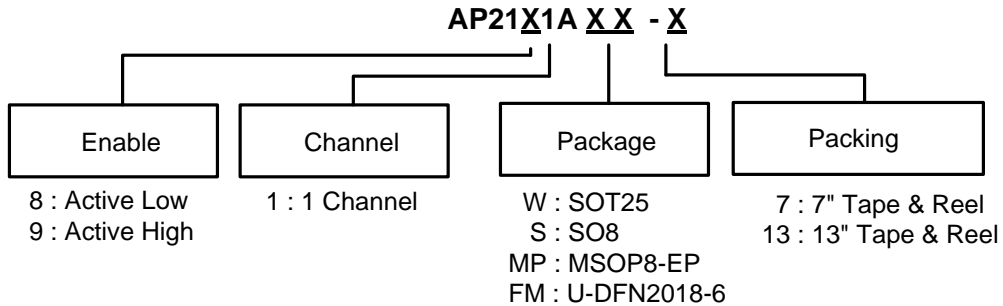 AP21X1A XX - X
Enable
Channel
Package
Packing
8 : Active Low
9 : Active High
1 : 1 Channel
W : SOT25
S : SO8
MP : MSOP8-EP
FM : U-DFN2018-6
7 : 7" Tape & Reel
13 : 13" Tape & Reel